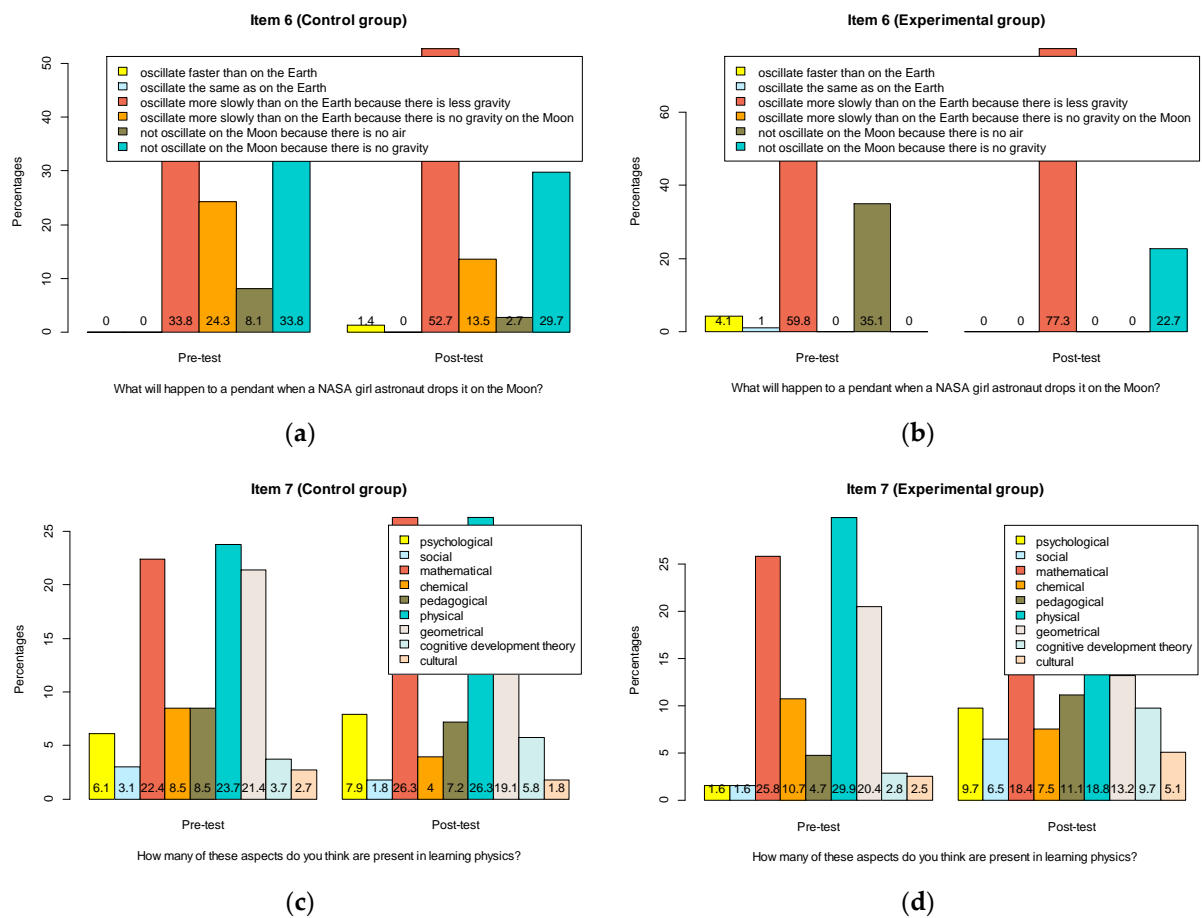 Item 6 (Control group)
Percentages
0
10
20
30
40
50
oscillate faster than on the Earth
oscillate the same as on the Earth
oscillate more slowly than on the Earth because there is less gravity
oscillate more slowly than on the Earth because there is no gravity on the Moon
not oscillate on the Moon because there is no air
not oscillate on the Moon because there is no gravity
0 0 33.8 24.3 8.1 33.8
1.4 0 52.7 13.5 2.7 29.7
Pre-test Post-test
What will happen to a pendant when a NASA girl astronaut drops it on the Moon?
(a)
Item 6 (Experimental group)
Percentages
0
20
40
60
oscillate faster than on the Earth
oscillate the same as on the Earth
oscillate more slowly than on the Earth because there is less gravity
oscillate more slowly than on the Earth because there is no gravity on the Moon
not oscillate on the Moon because there is no air
not oscillate on the Moon because there is no gravity
4.1 1 59.8 0 35.1 0
0 0 77.3 0 0 22.7
Pre-test Post-test
What will happen to a pendant when a NASA girl astronaut drops it on the Moon?
(b)
Item 7 (Control group)
Percentages
0
5
10
15
20
25
psychological
social
mathematical
chemical
pedagogical
physical
geometrical
cognitive development theory
cultural
6.1 3.1 22.4 8.5 8.5 23.7 21.4 3.7 2.7
7.9 1.8 26.3 4 7.2 26.3 19.1 5.8 1.8
Pre-test Post-test
How many of these aspects do you think are present in learning physics?
(c)
Item 7 (Experimental group)
Percentages
0
5
10
15
20
25
psychological
social
mathematical
chemical
pedagogical
physical
geometrical
cognitive development theory
cultural
1.6 1.6 25.8 10.7 4.7 29.9 20.4 2.8 2.5
9.7 6.5 18.4 7.5 11.1 18.8 13.2 9.7 5.1
Pre-test Post-test
How many of these aspects do you think are present in learning physics?
(d)